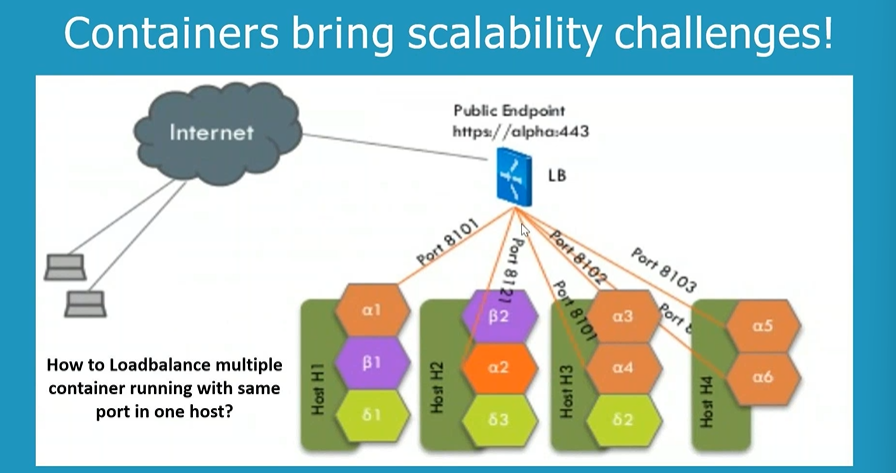 Containers bring scalability challenges!
Internet
Public Endpoint
https://alpha:443
LB
Port 8101
Port 8121
Port 8101
Port 8102
Port 8103
Port
How to Loadbalance multiple
container running with same
port in one host?
Host H1
α1
β1
δ1
Host H2
β2
α2
δ3
Host H3
α3
α4
δ2
Host H4
α5
α6